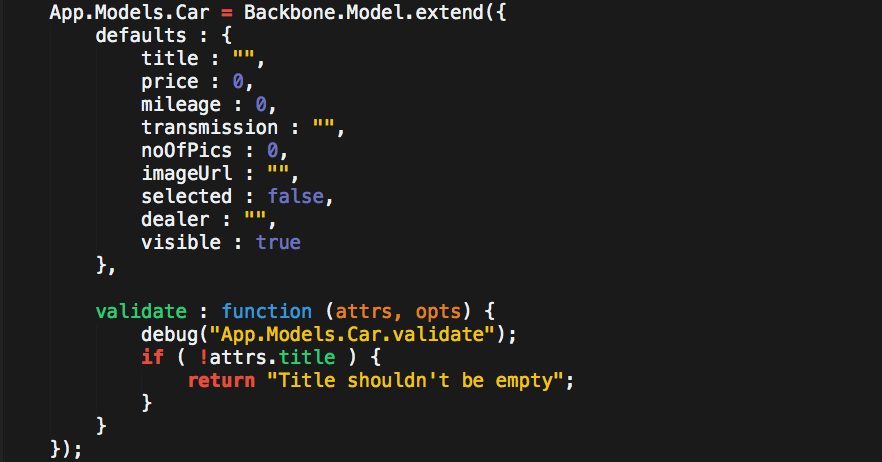 App.Models.Car = Backbone.Model.extend({
    defaults : {
        title : "",
        price : 0,
        mileage : 0,
        transmission : "",
        noOfPics : 0,
        imageUrl : "",
        selected : false,
        dealer : "",
        visible : true
    },

    validate : function (attrs, opts) {
        debug("App.Models.Car.validate");
        if ( !attrs.title ) {
            return "Title shouldn't be empty";
        }
    }
});